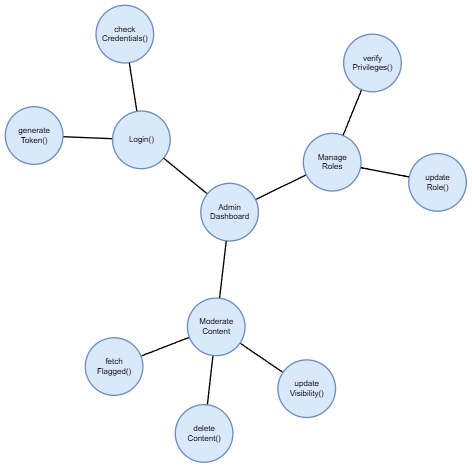 check
Credentials()
verify
Privileges()
generate
Token()
Login()
Manage
Roles
update
Role()
Admin
Dashboard
Moderate
Content
fetch
Flagged()
update
Visibility()
delete
Content()